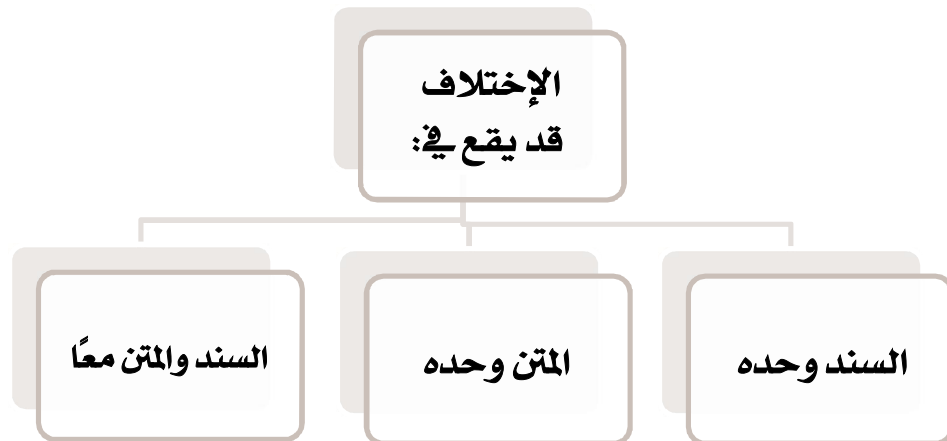 الإختلاف
قد يقع في:
السند وحده
المتن وحده
السند والمتن معًا